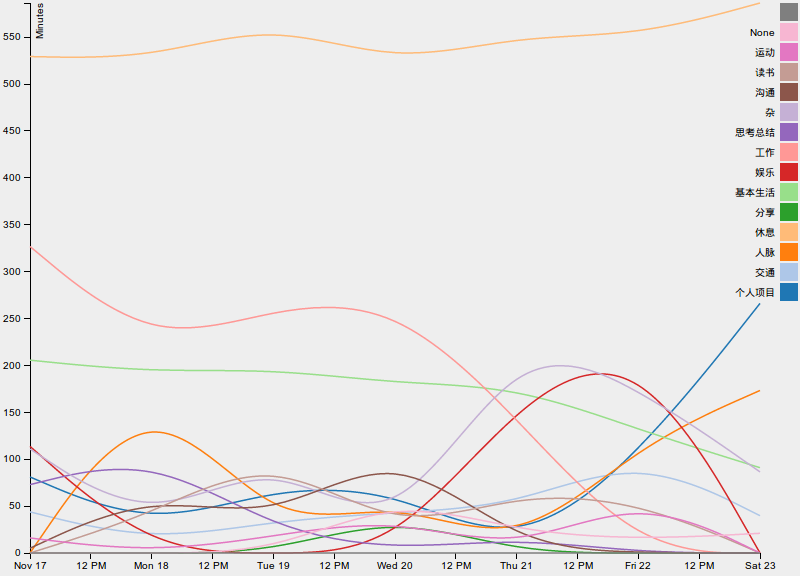 Minutes
550
500
450
400
350
300
250
200
150
100
50
0
None
运动
读书
沟通
杂
思考总结
工作
娱乐
基本生活
分享
休息
人脉
交通
个人项目
Nov 17 12 PM Mon 18 12 PM Tue 19 12 PM Wed 20 12 PM Thu 21 12 PM Fri 22 12 PM Sat 23